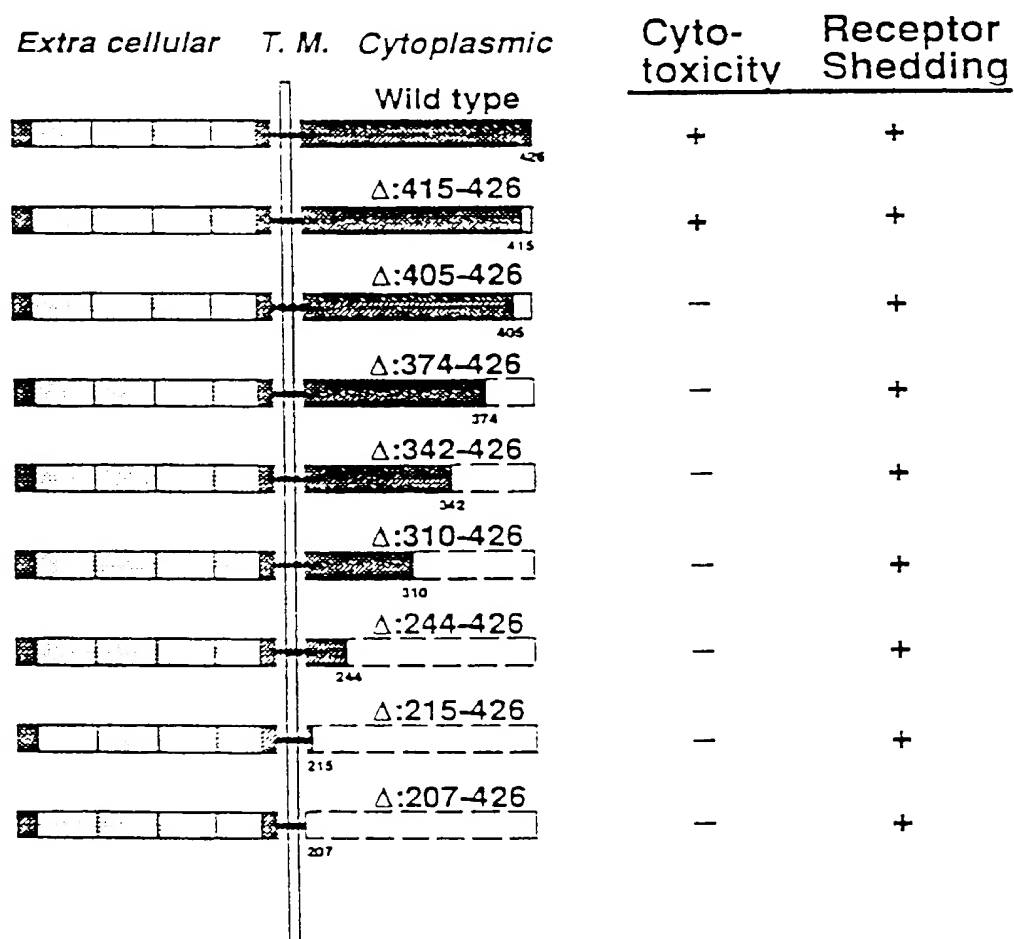 Extra cellular T. M. Cytoplasmic
Cyto-
toxicity
Receptor
Shedding
Wild type
+ +
426
Δ:415-426
+ +
415
Δ:405-426
− +
405
Δ:374-426
− +
374
Δ:342-426
− +
342
Δ:310-426
− +
310
Δ:244-426
− +
244
Δ:215-426
− +
215
Δ:207-426
− +
207